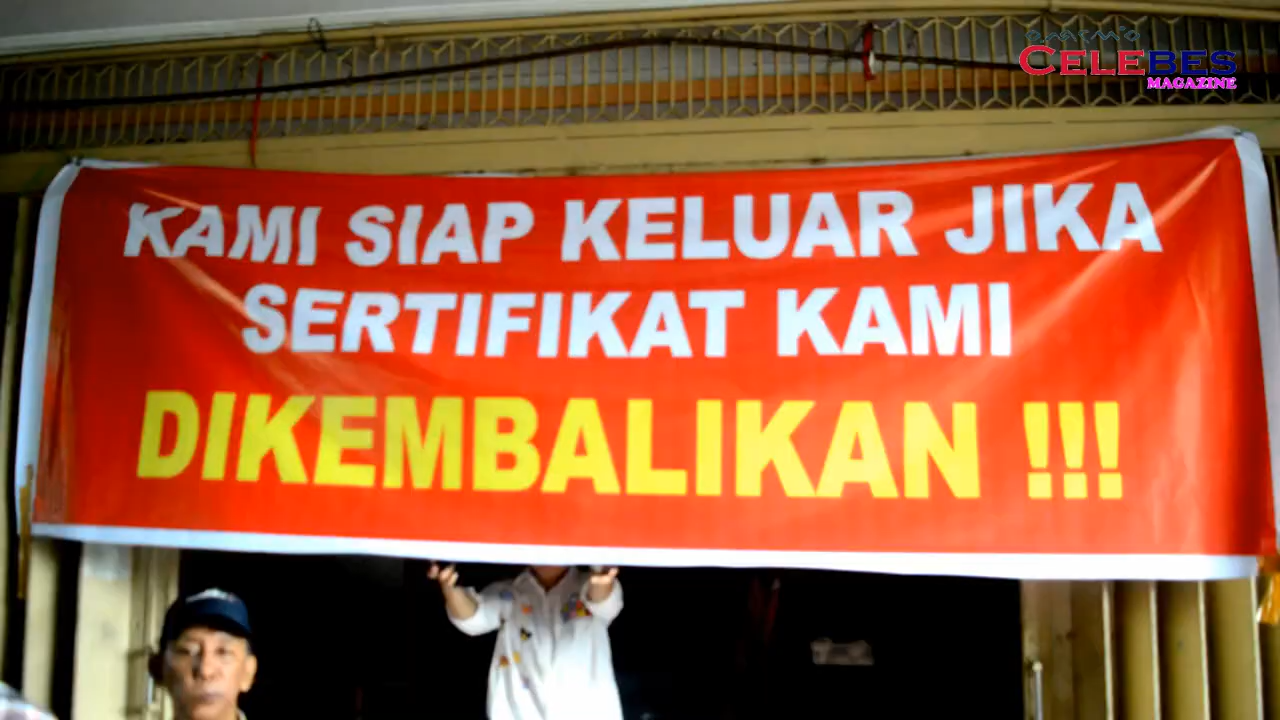 CELEBES
MAGAZINE
KAMI SIAP KELUAR JIKA
SERTIFIKAT KAMI
DIKEMBALIKAN !!!